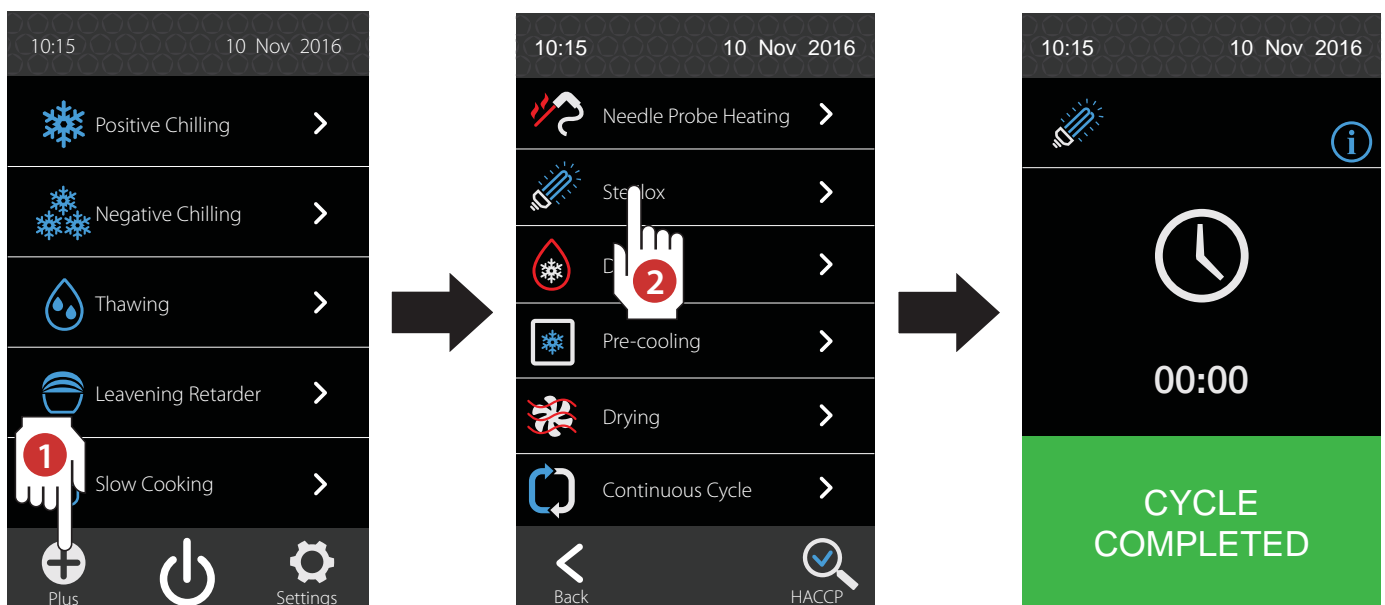 10:15 10 Nov 2016
Positive Chilling
Negative Chilling
Thawing
Leavening Retarder
Slow Cooking
1
Plus
Settings
10:15 10 Nov 2016
Needle Probe Heating
2
Pre-cooling
Drying
Continuous Cycle
Back
HACCP
10:15 10 Nov 2016
i
00:00
CYCLE
COMPLETED